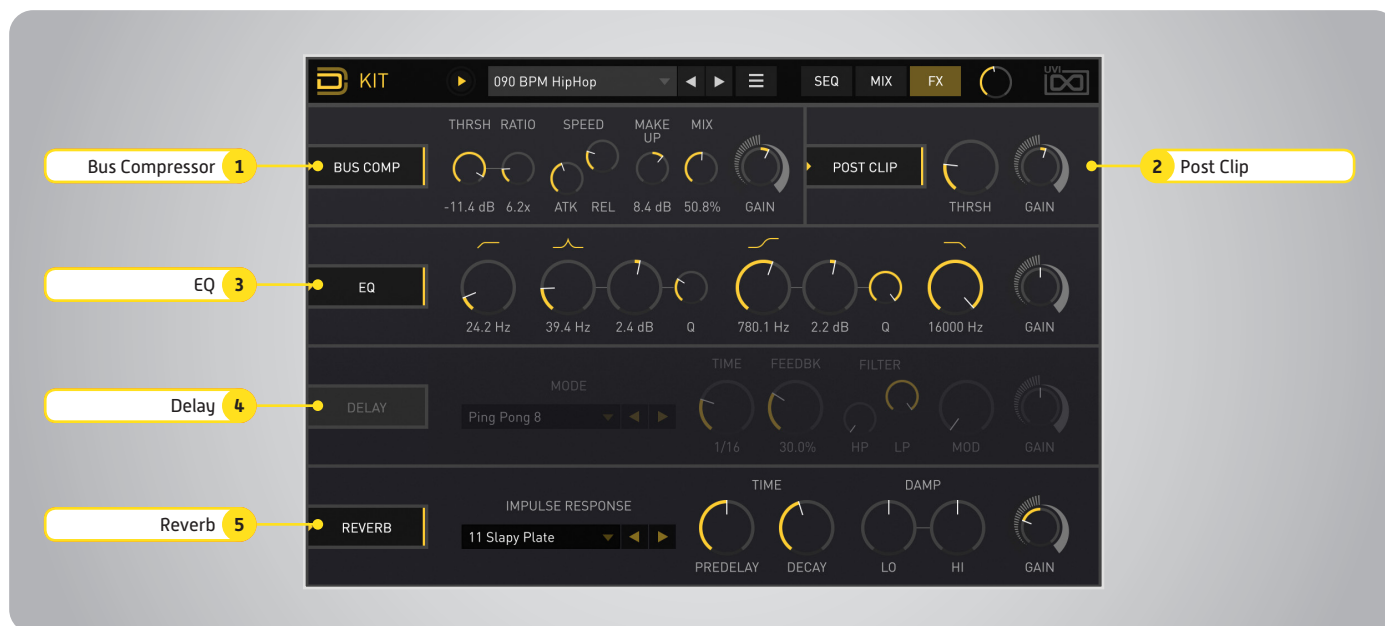 KIT
090 BPM HipHop
SEQ
MIX
FX
UVI
Bus Compressor 1
BUS COMP
THRSH RATIO SPEED MAKE UP MIX
-11.4 dB 6.2x ATK REL 8.4 dB 50.8% GAIN
POST CLIP
THRSH GAIN
2 Post Clip
EQ 3
EQ
24.2 Hz 39.4 Hz 2.4 dB Q 780.1 Hz 2.2 dB Q 16000 Hz GAIN
Delay 4
DELAY
MODE
Ping Pong 8
TIME FEEDBK FILTER
1/16 30.0% HP LP MOD GAIN
Reverb 5
REVERB
IMPULSE RESPONSE
11 Slapy Plate
TIME DAMP
PREDELAY DECAY LO HI GAIN